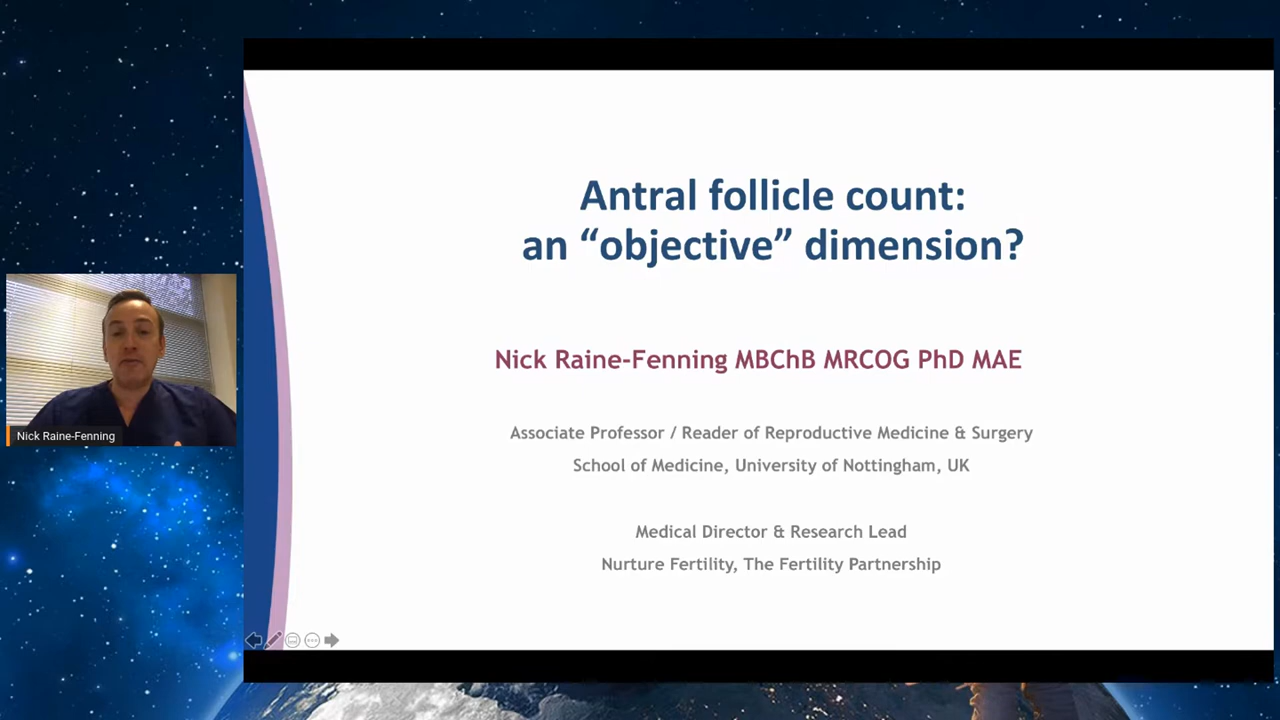 Antral follicle count:
an “objective” dimension?
Nick Raine-Fenning MBChB MRCOG PhD MAE
Associate Professor / Reader of Reproductive Medicine & Surgery
School of Medicine, University of Nottingham, UK
Medical Director & Research Lead
Nurture Fertility, The Fertility Partnership
Nick Raine-Fenning